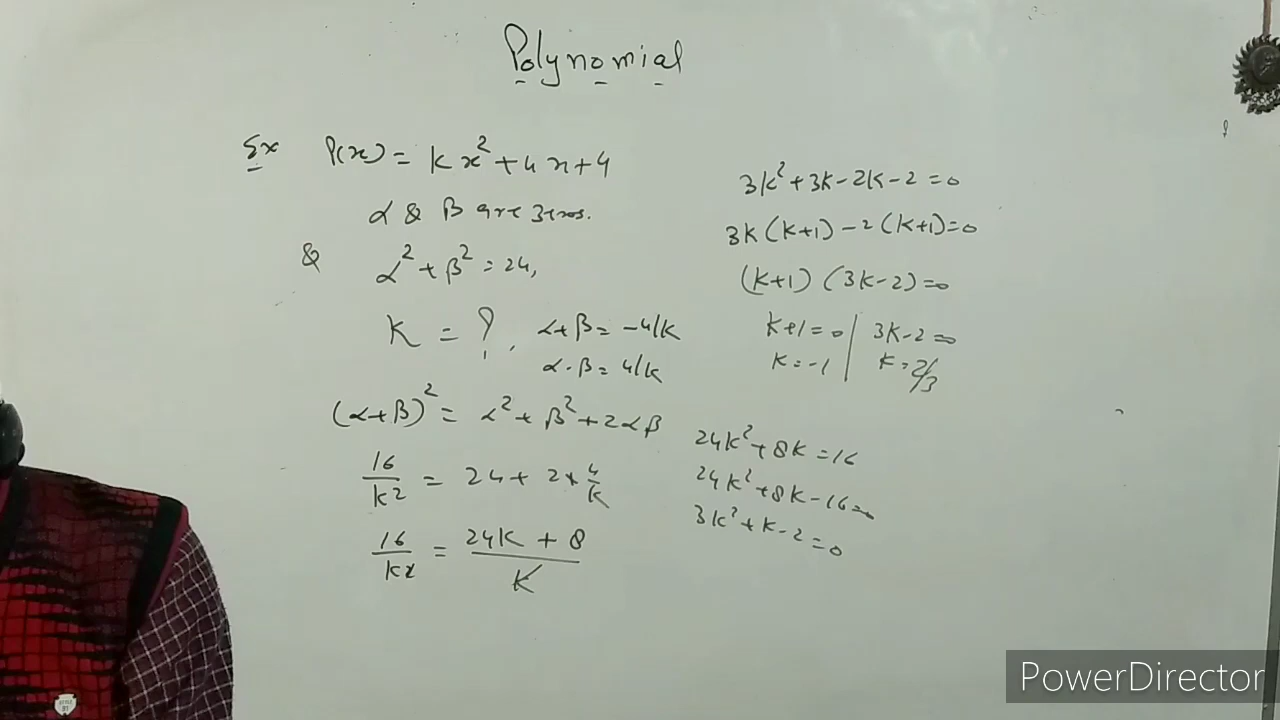 Polynomial
Ex P(x) = kx² + 4x + 4
α & β are zeros.
& α² + β² = 24,
K = ?, α+β = -4/k
α·β = 4/k
(α+β)² = α² + β² + 2αβ
16/k² = 24 + 2 × 4/k
16/k² = (24k + 8)/k
24k² + 8k = 16
24k² + 8k - 16 = 0
3k² + k - 2 = 0
3k² + 3k - 2k - 2 = 0
3k(k+1) - 2(k+1) = 0
(k+1) (3k-2) = 0
k+1 = 0 | 3k-2 = 0
k = -1 | k = 2/3
PowerDirector